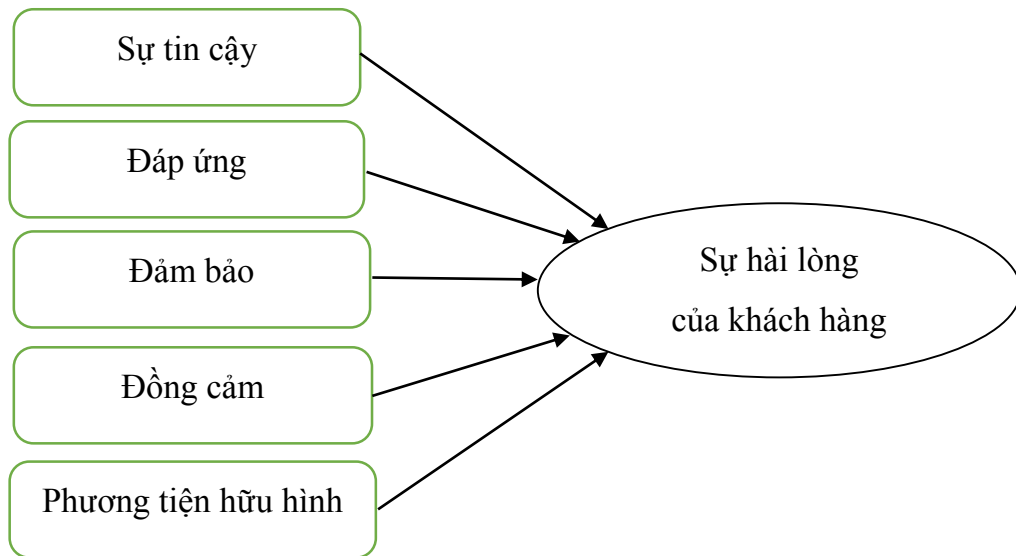 Sự tin cậy
Đáp ứng
Đảm bảo
Đồng cảm
Phương tiện hữu hình
Sự hài lòng
của khách hàng